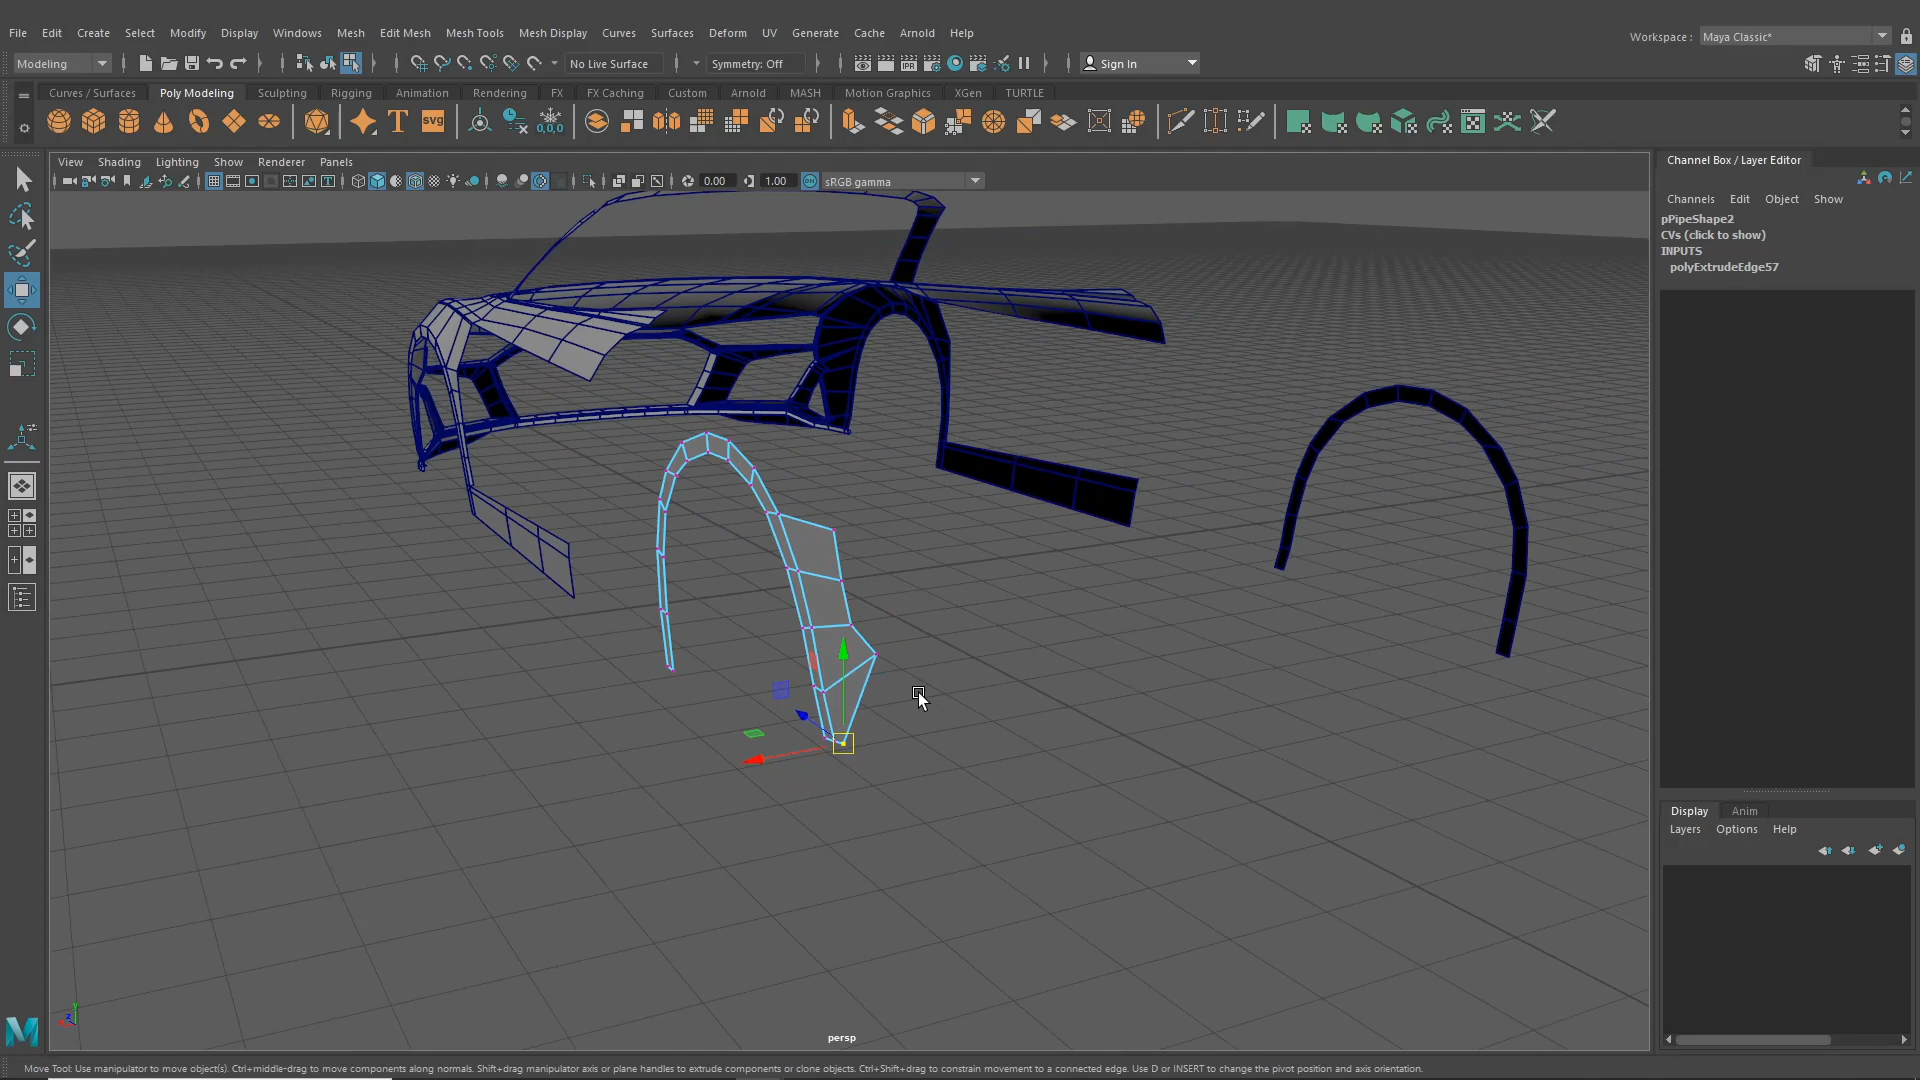 File Edit Create Select Modify Display Windows Mesh Edit Mesh Mesh Tools Mesh Display Curves Surfaces Deform UV Generate Cache Arnold Help
Workspace : Maya Classic*
Modeling No Live Surface Symmetry: Off IPR Sign In
Curves / Surfaces Poly Modeling Sculpting Rigging Animation Rendering FX FX Caching Custom Arnold MASH Motion Graphics XGen TURTLE
T svg 0,0,0
View Shading Lighting Show Renderer Panels
0.00 1.00 ON sRGB gamma
Channel Box / Layer Editor
Channels Edit Object Show
pPipeShape2
CVs (click to show)
INPUTS
polyExtrudeEdge57
Display Anim
Layers Options Help
persp
Move Tool: Use manipulator to move object(s). Ctrl+middle-drag to move components along normals. Shift+drag manipulator axis or plane handles to extrude components or clone objects. Ctrl+Shift+drag to constrain movement to a connected edge. Use D or INSERT to change the pivot position and axis orientation.